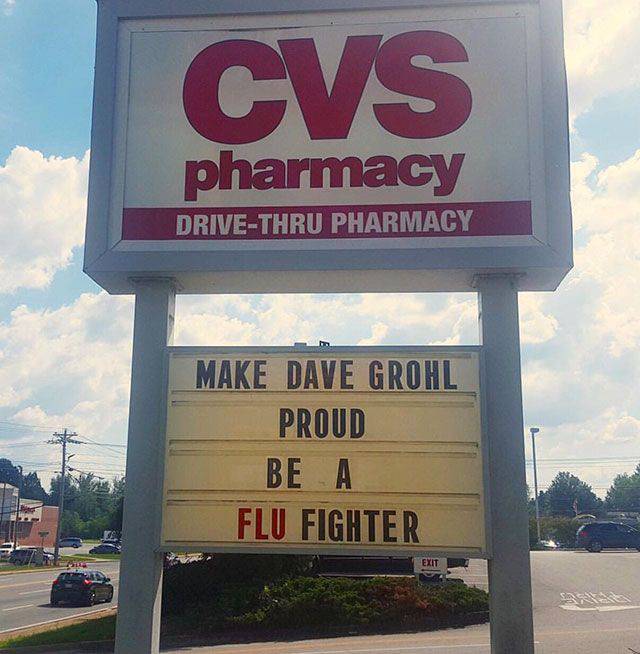 CVS
pharmacy
DRIVE-THRU PHARMACY
MAKE DAVE GROHL
PROUD
BE A
FLU FIGHTER
EXIT